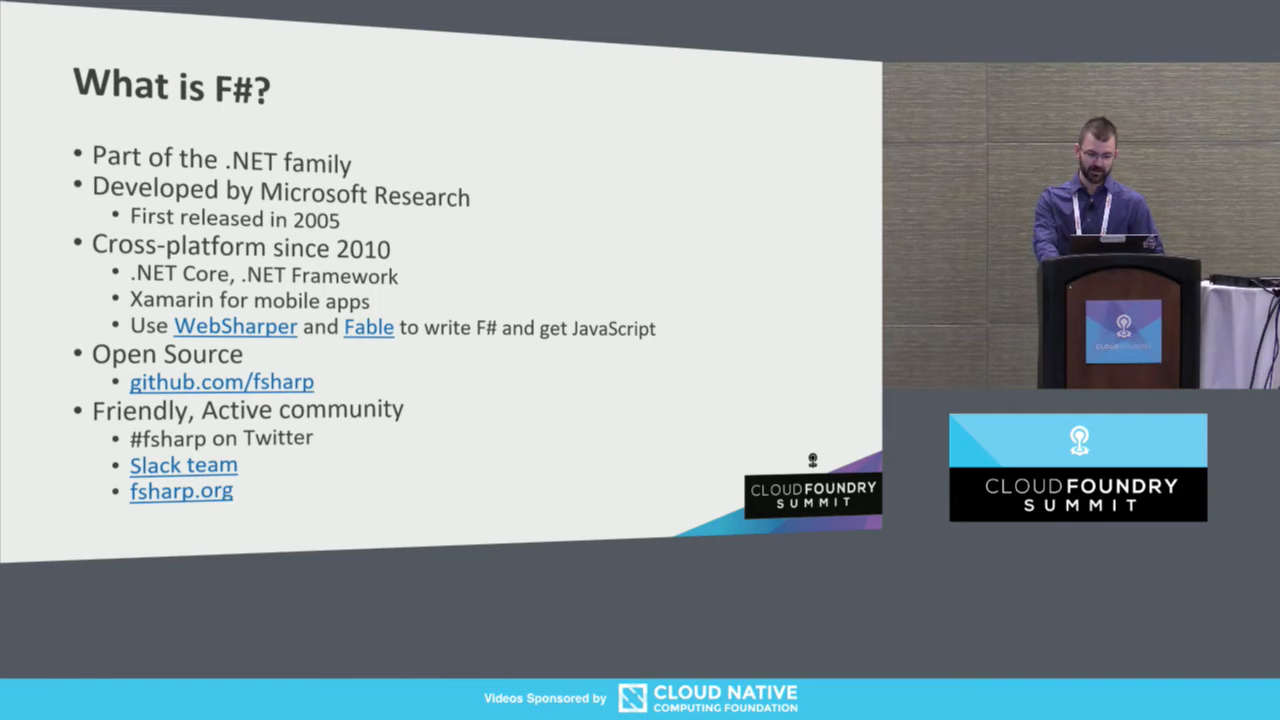 What is F#?
• Part of the .NET family
• Developed by Microsoft Research
• First released in 2005
• Cross-platform since 2010
• .NET Core, .NET Framework
• Xamarin for mobile apps
• Use WebSharper and Fable to write F# and get JavaScript
• Open Source
• github.com/fsharp
• Friendly, Active community
• #fsharp on Twitter
• Slack team
• fsharp.org
CLOUDFOUNDRY
SUMMIT
CLOUDFOUNDRY
CLOUDFOUNDRY
SUMMIT
Videos Sponsored by
CLOUD NATIVE
COMPUTING FOUNDATION